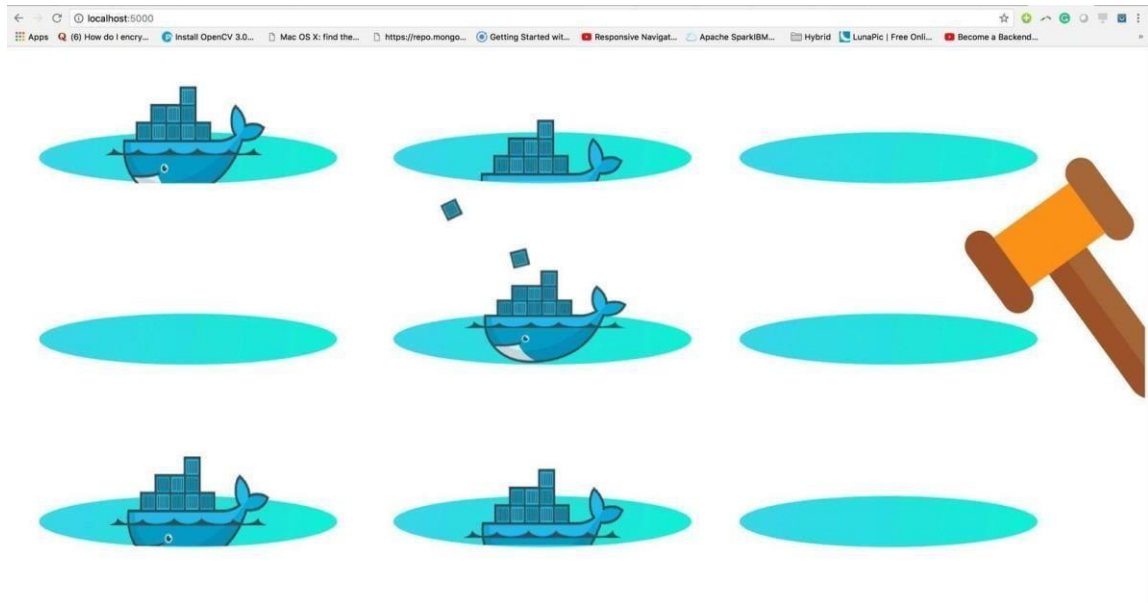 localhost:5000
Apps (6) How do I encry... Install OpenCV 3.0... Mac OS X: find the... https://repo.mongo... Getting Started wit... Responsive Navigat... Apache SparkIBM... Hybrid LunaPic | Free Onli... Become a Backend... »